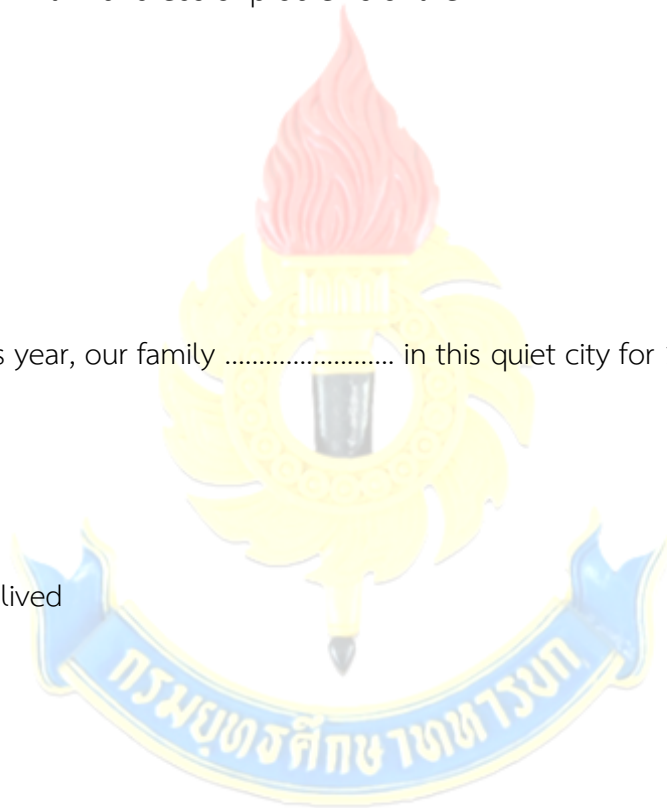 s year, our family ......................... in this quiet city for
lived
กรมยุทธศึกษาทหารบก